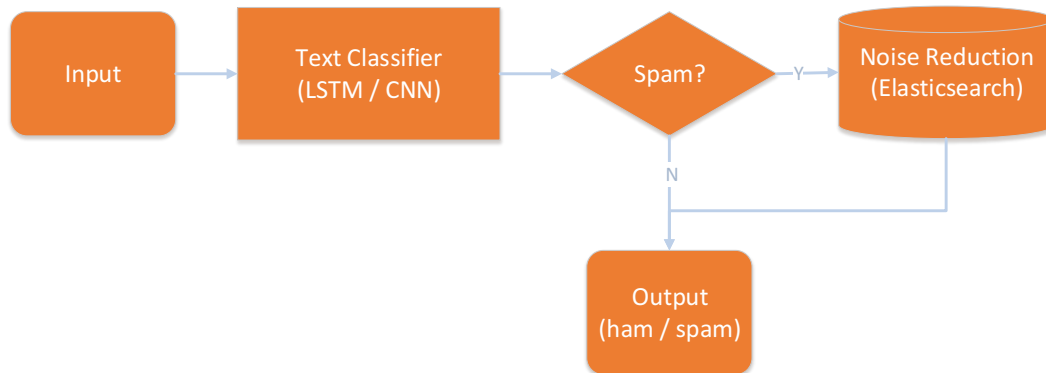 Input
Text Classifier
(LSTM / CNN)
Spam?
Y
Noise Reduction
(Elasticsearch)
N
Output
(ham / spam)